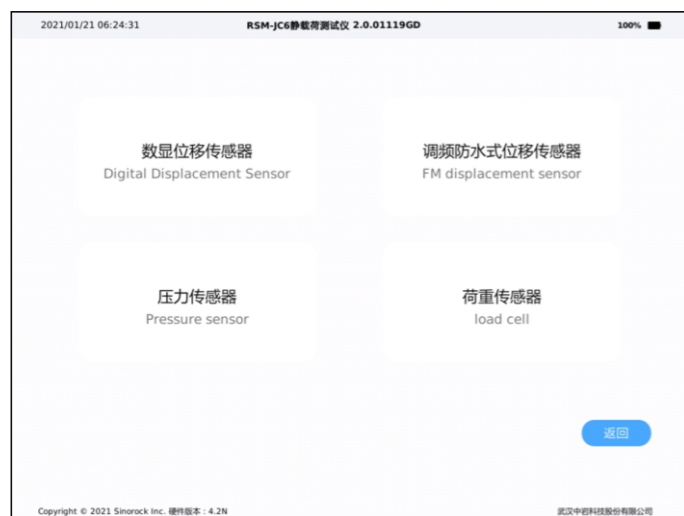 2021/01/21 06:24:31 RSM-JC6静载荷测试仪 2.0.01119GD 100%
数显位移传感器
Digital Displacement Sensor
调频防水式位移传感器
FM displacement sensor
压力传感器
Pressure sensor
荷重传感器
load cell
返回
Copyright © 2021 Sinorock Inc. 硬件版本：4.2N 武汉中岩科技股份有限公司